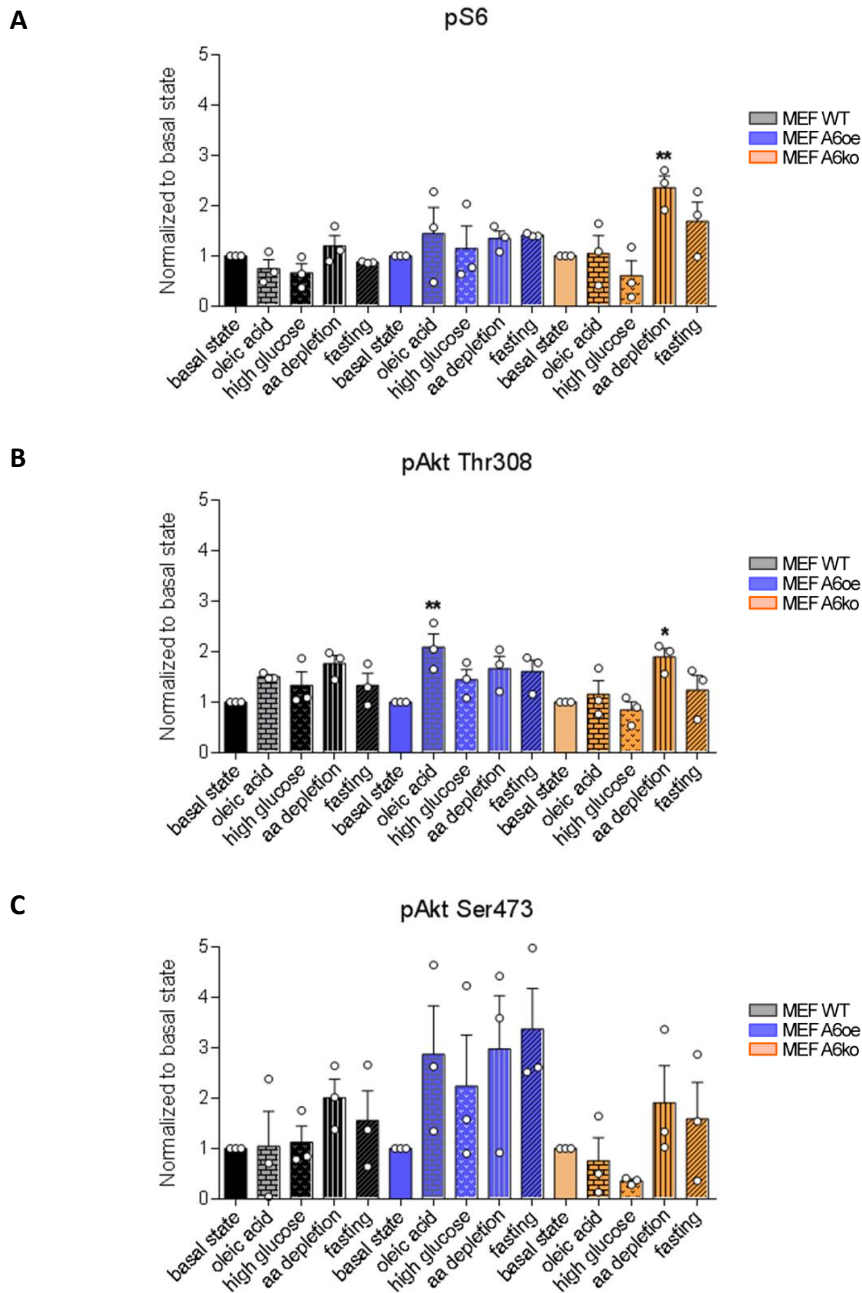 A
pS6
Normalized to basal state
5
4
3
2
1
0
**
MEF WT
MEF A6oe
MEF A6ko
basal state
oleic acid
high glucose
aa depletion
fasting
basal state
oleic acid
high glucose
aa depletion
fasting
basal state
oleic acid
high glucose
aa depletion
fasting
B
pAkt Thr308
Normalized to basal state
5
4
3
2
1
0
**
*
MEF WT
MEF A6oe
MEF A6ko
basal state
oleic acid
high glucose
aa depletion
fasting
basal state
oleic acid
high glucose
aa depletion
fasting
basal state
oleic acid
high glucose
aa depletion
fasting
C
pAkt Ser473
Normalized to basal state
5
4
3
2
1
0
MEF WT
MEF A6oe
MEF A6ko
basal state
oleic acid
high glucose
aa depletion
fasting
basal state
oleic acid
high glucose
aa depletion
fasting
basal state
oleic acid
high glucose
aa depletion
fasting